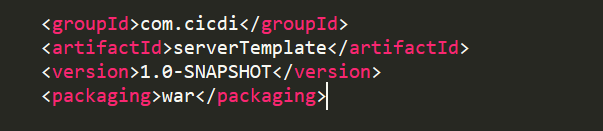 <groupId>com.cicdi</groupId>
<artifactId>serverTemplate</artifactId>
<version>1.0-SNAPSHOT</version>
<packaging>war</packaging>